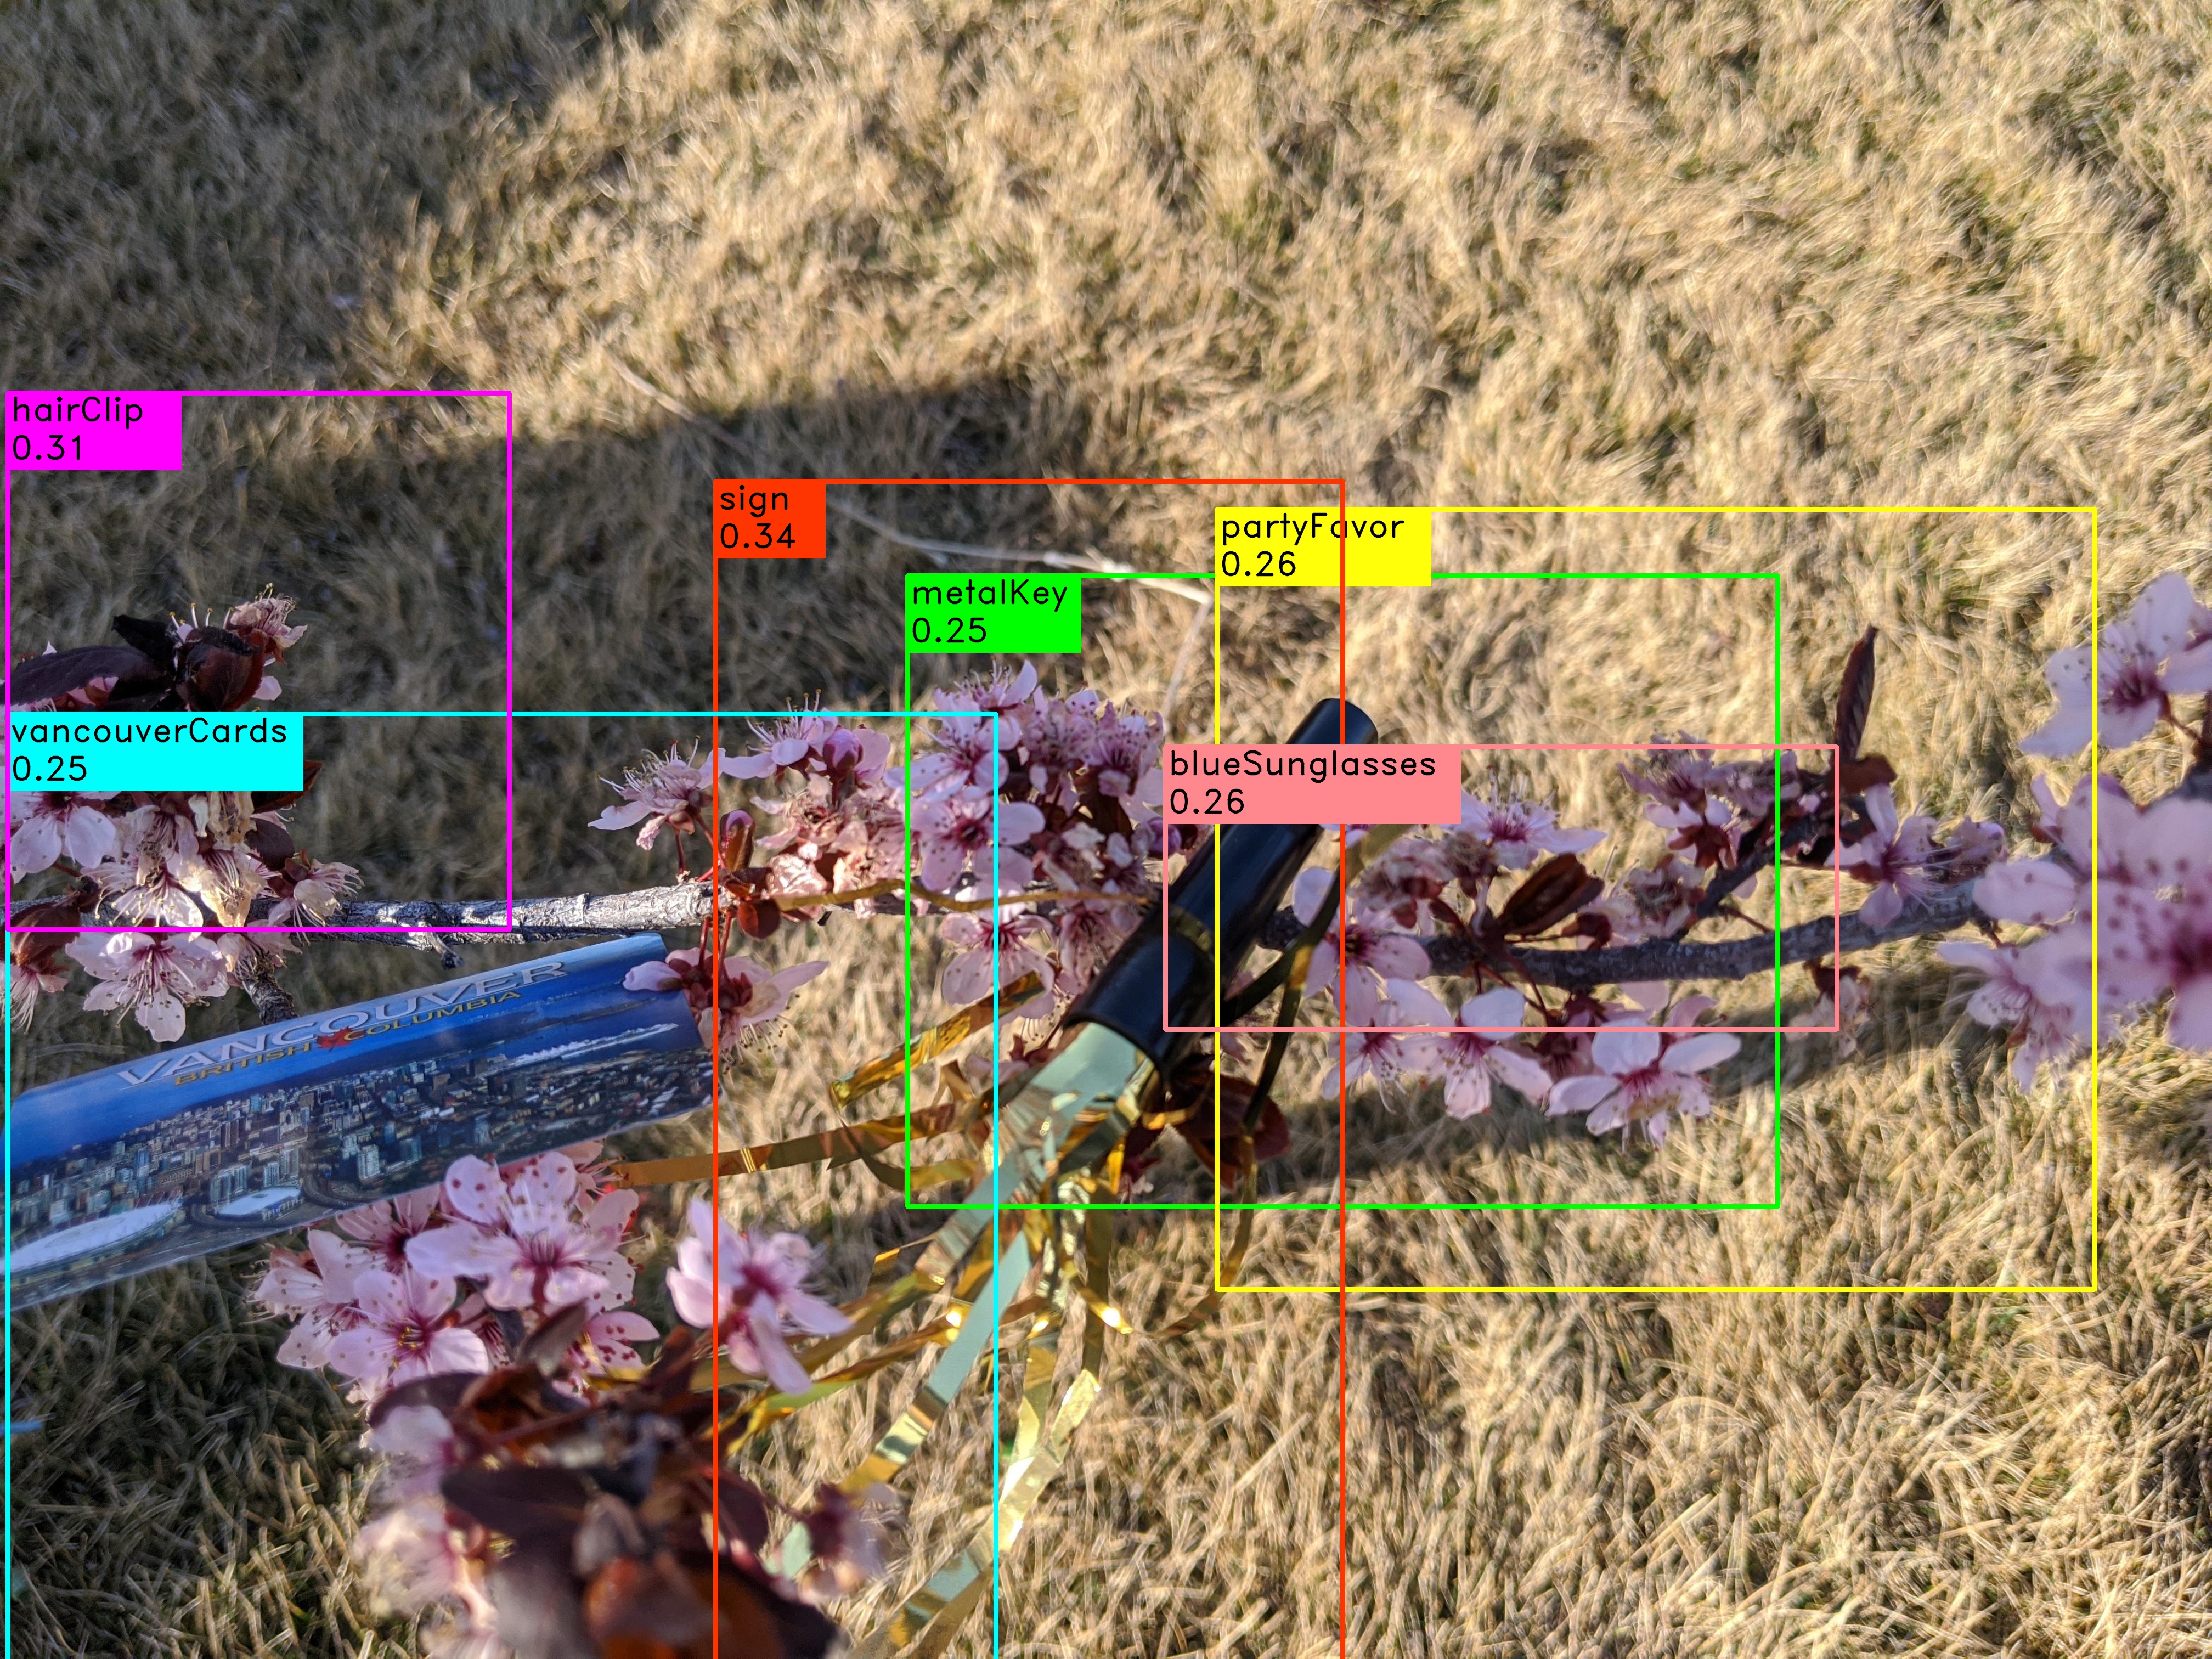 hairClip
0.31
sign
0.34
partyFavor
0.26
metalKey
0.25
vancouverCards
0.25
blueSunglasses
0.26
VANCOUVER
BRITISH COLUMBIA